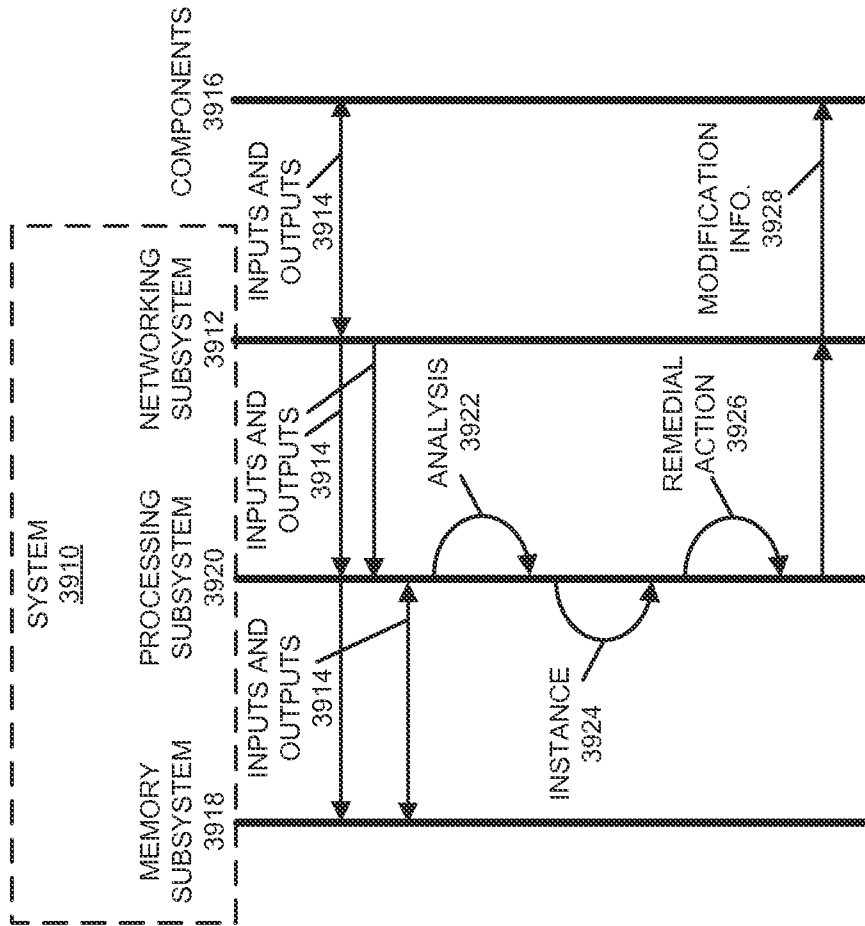 SYSTEM
3910
MEMORY
SUBSYSTEM
3918
PROCESSING
SUBSYSTEM
3920
NETWORKING
SUBSYSTEM
3912
COMPONENTS
3916
INPUTS AND
OUTPUTS
3914
INPUTS AND
OUTPUTS
3914
INPUTS AND
OUTPUTS
3914
ANALYSIS
3922
INSTANCE
3924
REMEDIAL
ACTION
3926
MODIFICATION
INFO.
3928